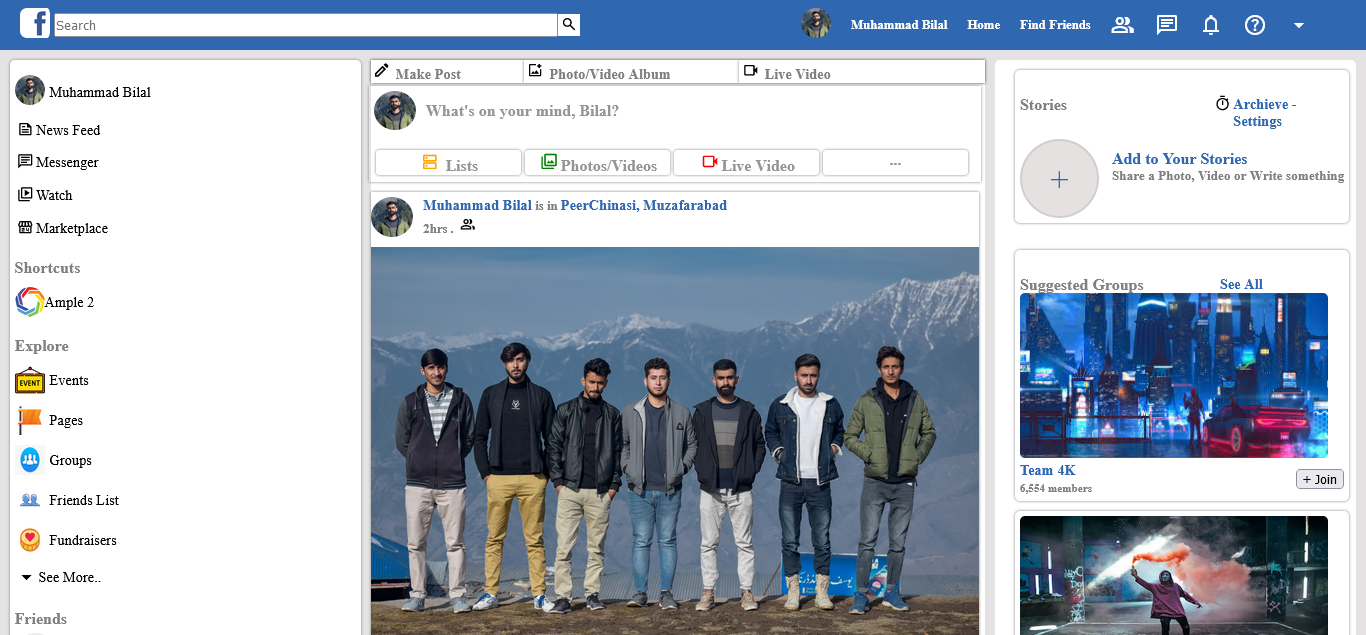 f Search
Muhammad Bilal Home Find Friends
Muhammad Bilal
News Feed
Messenger
Watch
Marketplace
Shortcuts
Ample 2
Explore
EVENT Events
Pages
Groups
Friends List
Fundraisers
See More..
Friends
Make Post Photo/Video Album Live Video
What's on your mind, Bilal?
Lists Photos/Videos Live Video ...
Muhammad Bilal is in PeerChinasi, Muzafarabad
2hrs .
Stories
Archieve -
Settings
+
Add to Your Stories
Share a Photo, Video or Write something
Suggested Groups See All
Team 4K
6,554 members
+ Join